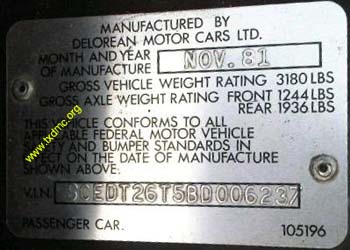 MANUFACTURED BY
DELOREAN MOTOR CARS LTD.
MONTH AND YEAR
OF MANUFACTURE NOV. 81
GROSS VEHICLE WEIGHT RATING 3180 LBS
GROSS AXLE WEIGHT RATING FRONT 1244 LBS
REAR 1936 LBS
THIS VEHICLE CONFORMS TO ALL
APPLICABLE FEDERAL MOTOR VEHICLE
SAFETY AND BUMPER STANDARDS IN
EFFECT ON THE DATE OF MANUFACTURE
SHOWN ABOVE.
V.I.N. SCEDT26T5BD006237
PASSENGER CAR. 105196
www.txdmc.org